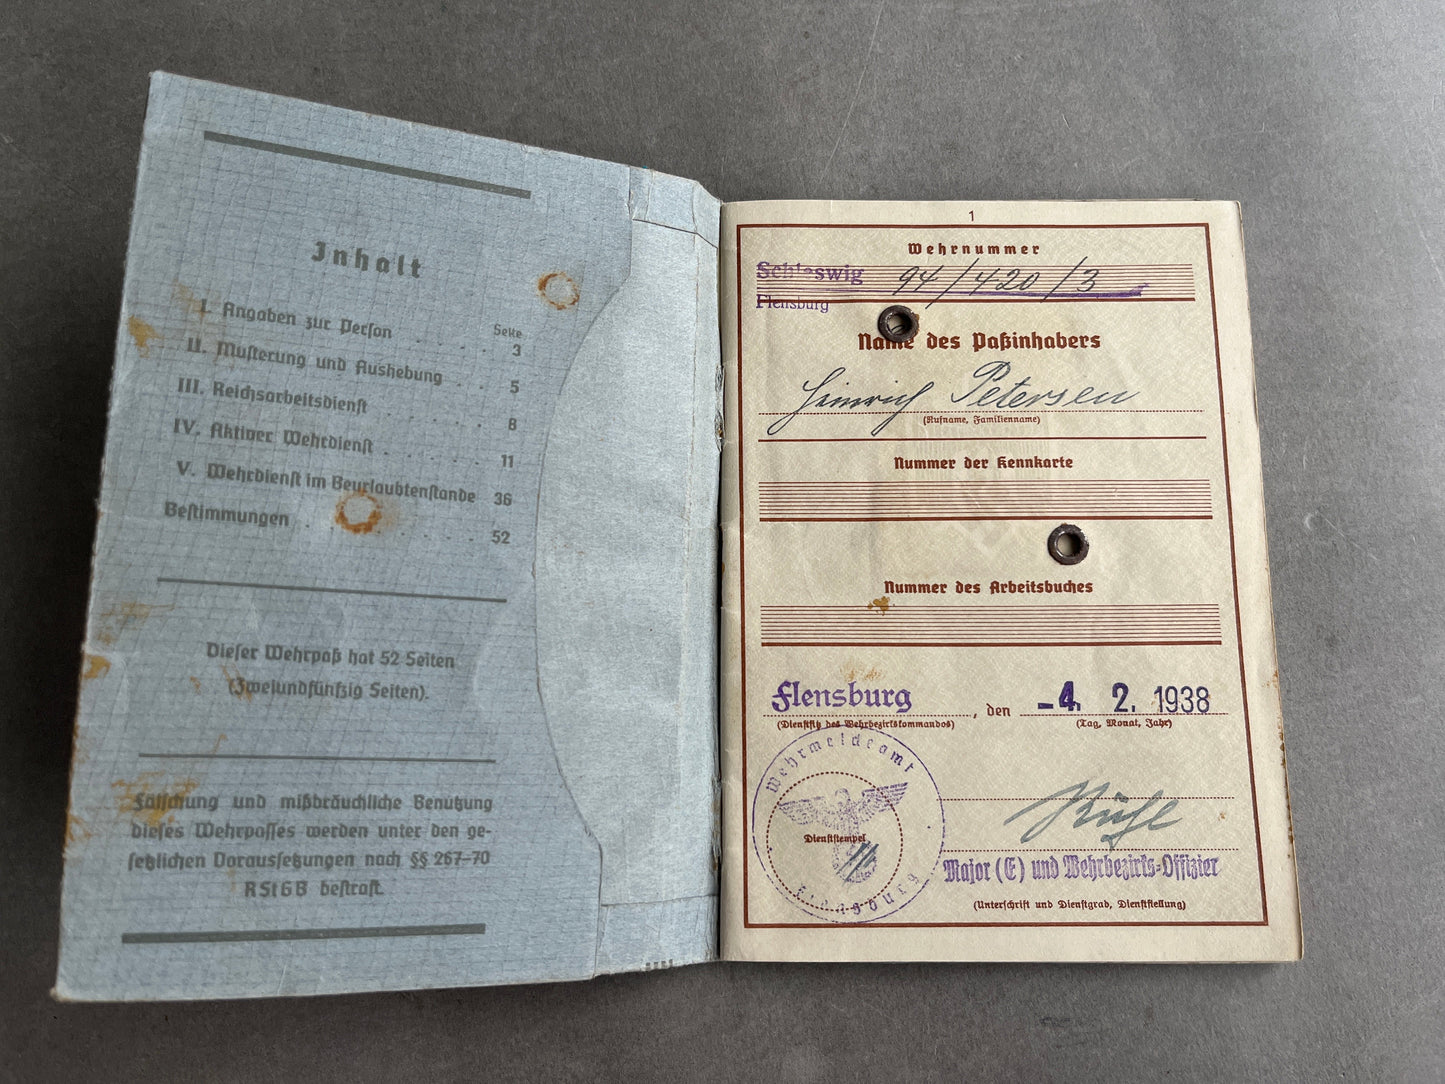 Inhalt
Seite
I. Angaben zur Person . . . . . 3
II. Musterung und Aushebung . . . 5
III. Reichsarbeitsdienst . . . . . . 8
IV. Aktiver Wehrdienst . . . . . . 11
V. Wehrdienst im Beurlaubtenstande 36
Bestimmungen . . . . . . . . 52
Dieser Wehrpaß hat 52 Seiten
(Zweiundfünfzig Seiten).
Fälschung und mißbräuchliche Benutzung
dieses Wehrpasses werden unter den ge-
setzlichen Voraussetzungen nach §§ 267–70
RStGB bestraft.
1
Wehrnummer
Schleswig 94/420/3
Flensburg
Name des Paßinhabers
Heinrich Petersen
(Rufname, Familienname)
Nummer der Kennkarte
Nummer des Arbeitsbuches
Flensburg, den -4. 2. 1938
(Dienstsitz des Wehrbezirkskommandos) (Tag, Monat, Jahr)
Wehrmeldeamt
Dienststempel
Flensburg
Major (E) und Wehrbezirks-Offizier
(Unterschrift und Dienstgrad, Dienststellung)